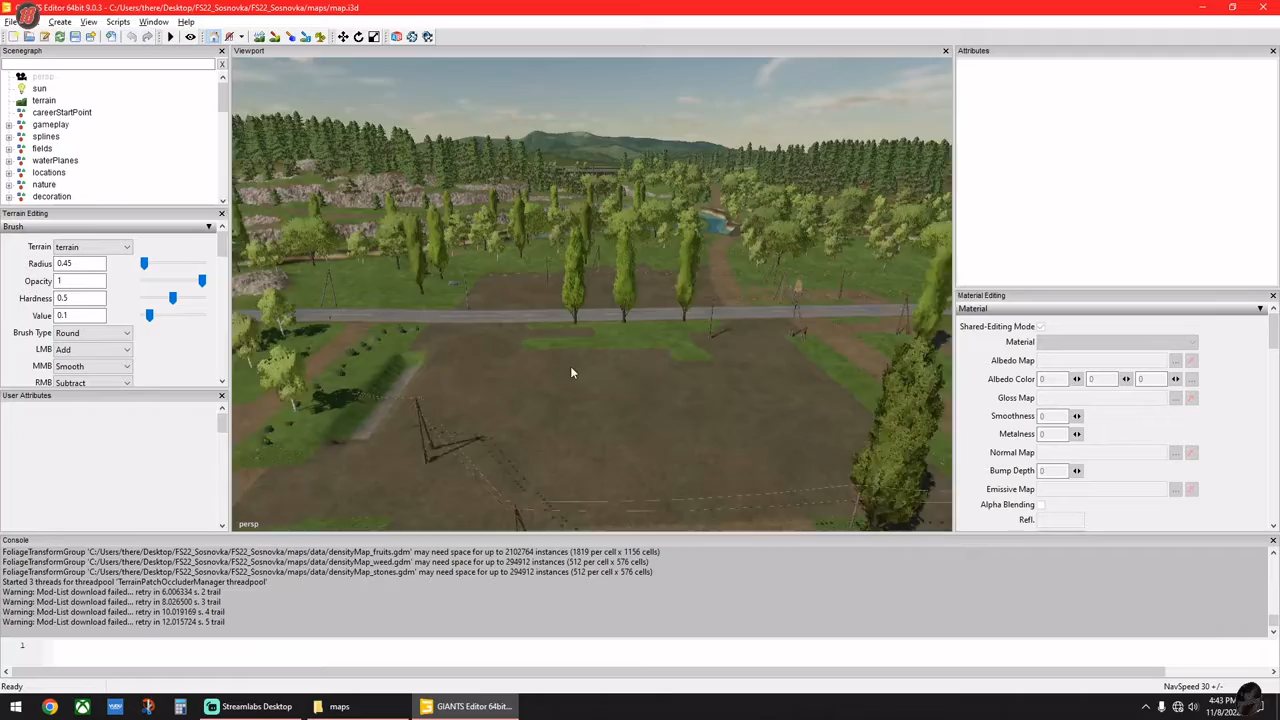 GIANTS Editor 64bit 9.0.3 - C:/Users/there/Desktop/FS22_Sosnovka/FS22_Sosnovka/maps/map.i3d
Create View Scripts Window Help
Scenegraph
persp
sun
terrain
careerStartPoint
gameplay
splines
fields
waterPlanes
locations
nature
decoration
Terrain Editing
Brush
Terrain terrain
Radius 0.45
Opacity 1
Hardness 0.5
Value 0.1
Brush Type Round
LMB Add
MMB Smooth
RMB Subtract
User Attributes
Viewport
persp
Attributes
Material Editing
Material
Shared-Editing Mode
Material
Albedo Map
Albedo Color 0 0 0
Gloss Map
Smoothness 0
Metalness 0
Normal Map
Bump Depth 0
Emissive Map
Alpha Blending
Refl.
Console
FoliageTransformGroup 'C:/Users/there/Desktop/FS22_Sosnovka/FS22_Sosnovka/maps/data/densityMap_fruits.gdm' may need space for up to 2102764 instances (1819 per cell x 1156 cells)
FoliageTransformGroup 'C:/Users/there/Desktop/FS22_Sosnovka/FS22_Sosnovka/maps/data/densityMap_weed.gdm' may need space for up to 294912 instances (512 per cell x 576 cells)
FoliageTransformGroup 'C:/Users/there/Desktop/FS22_Sosnovka/FS22_Sosnovka/maps/data/densityMap_stones.gdm' may need space for up to 294912 instances (512 per cell x 576 cells)
Started 3 threads for threadpool 'TerrainPatchOccluderManager threadpool'
Warning: Mod-List download failed... retry in 6.006334 s. 2 trail
Warning: Mod-List download failed... retry in 8.026500 s. 3 trail
Warning: Mod-List download failed... retry in 10.019169 s. 4 trail
Warning: Mod-List download failed... retry in 12.015724 s. 5 trail
1
Ready
NavSpeed 30 +/-
Streamlabs Desktop
maps
GIANTS Editor 64bit...
4:43 PM